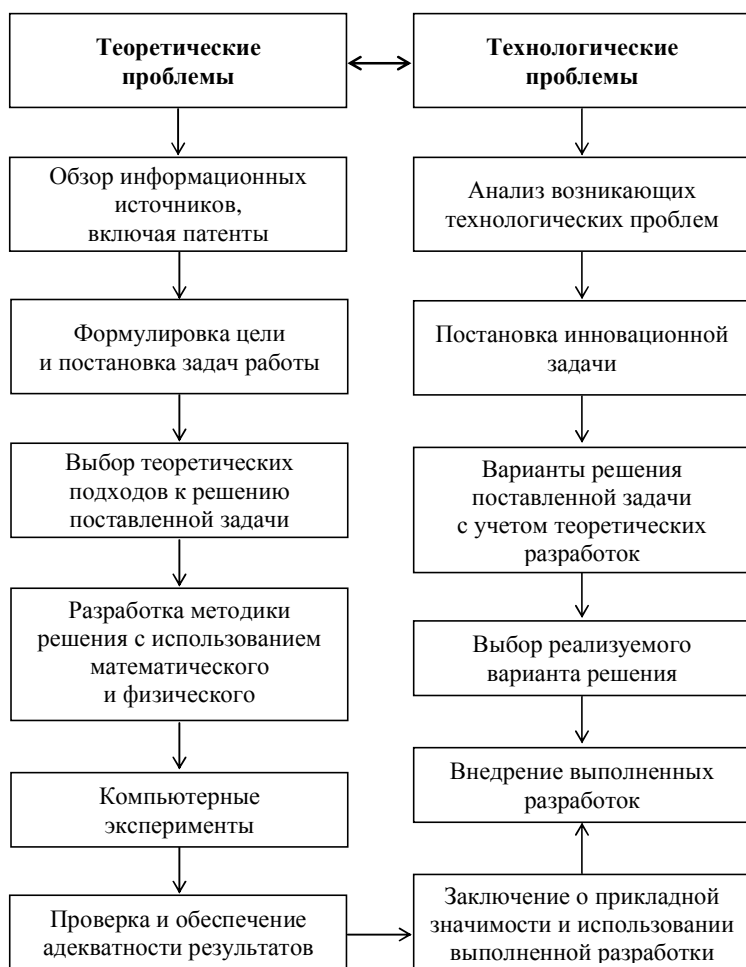 Теоретические
проблемы
Технологические
проблемы
Обзор информационных
источников,
включая патенты
Анализ возникающих
технологических проблем
Формулировка цели
и постановка задач работы
Постановка инновационной
задачи
Выбор теоретических
подходов к решению
поставленной задачи
Варианты решения
поставленной задачи
с учетом теоретических
разработок
Разработка методики
решения с использованием
математического
и физического
Выбор реализуемого
варианта решения
Компьютерные
эксперименты
Внедрение выполненных
разработок
Проверка и обеспечение
адекватности результатов
Заключение о прикладной
значимости и использовании
выполненной разработки